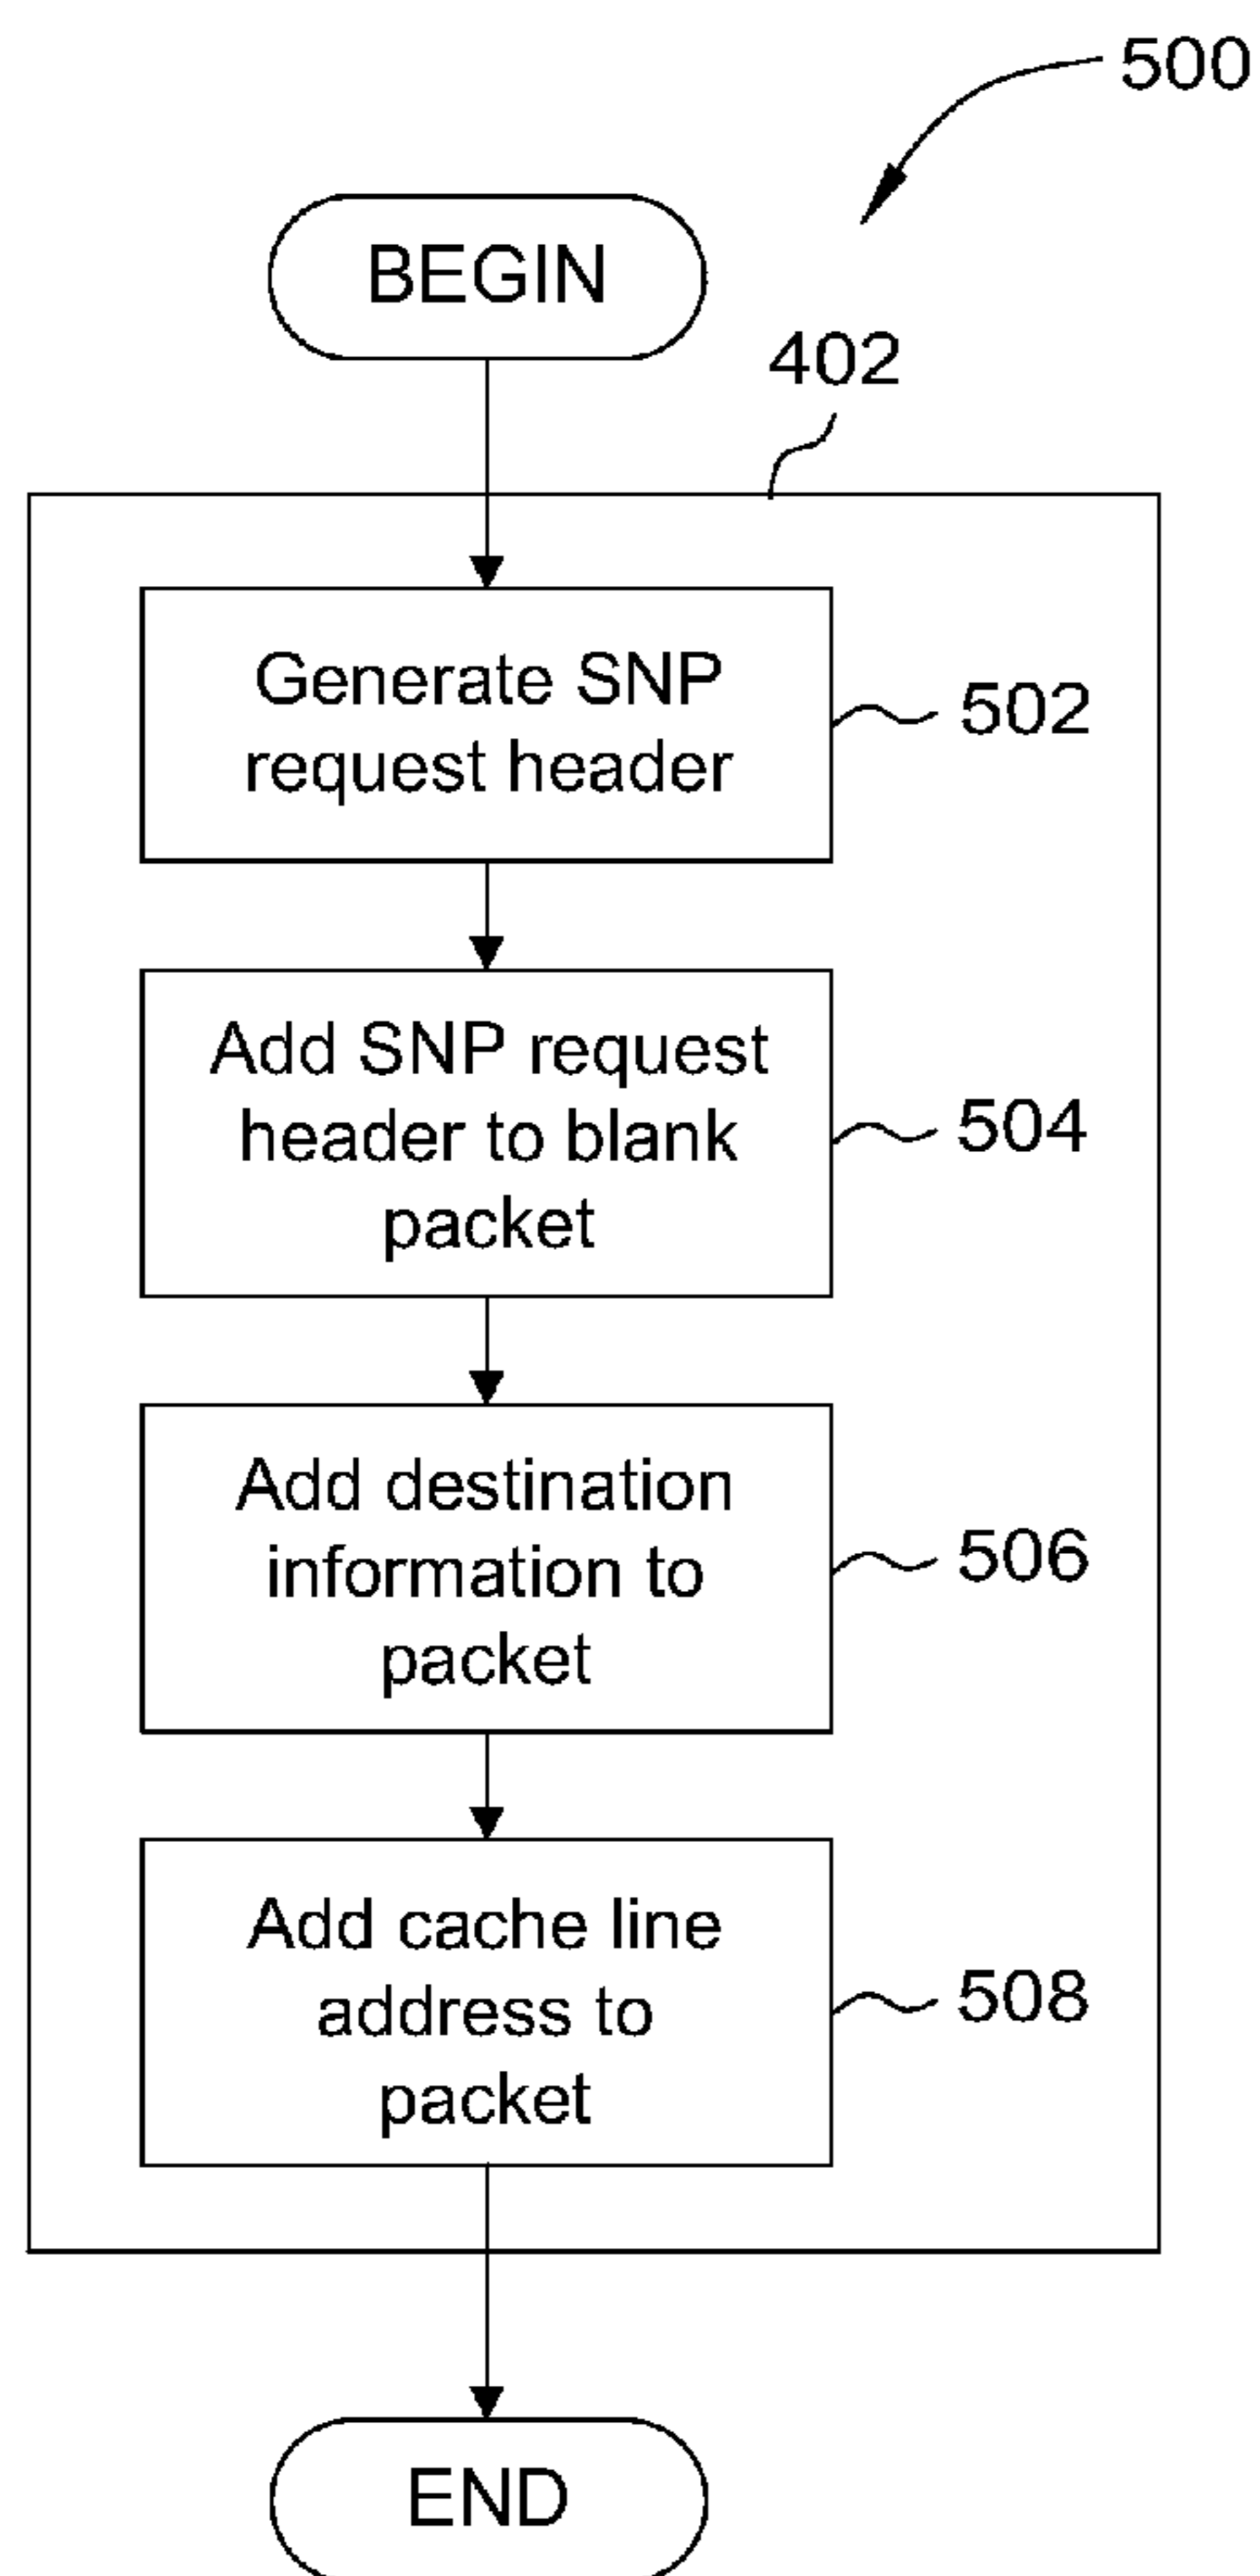 500
BEGIN
402
Generate SNP
request header
502
Add SNP request
header to blank
packet
504
Add destination
information to
packet
506
Add cache line
address to
packet
508
END